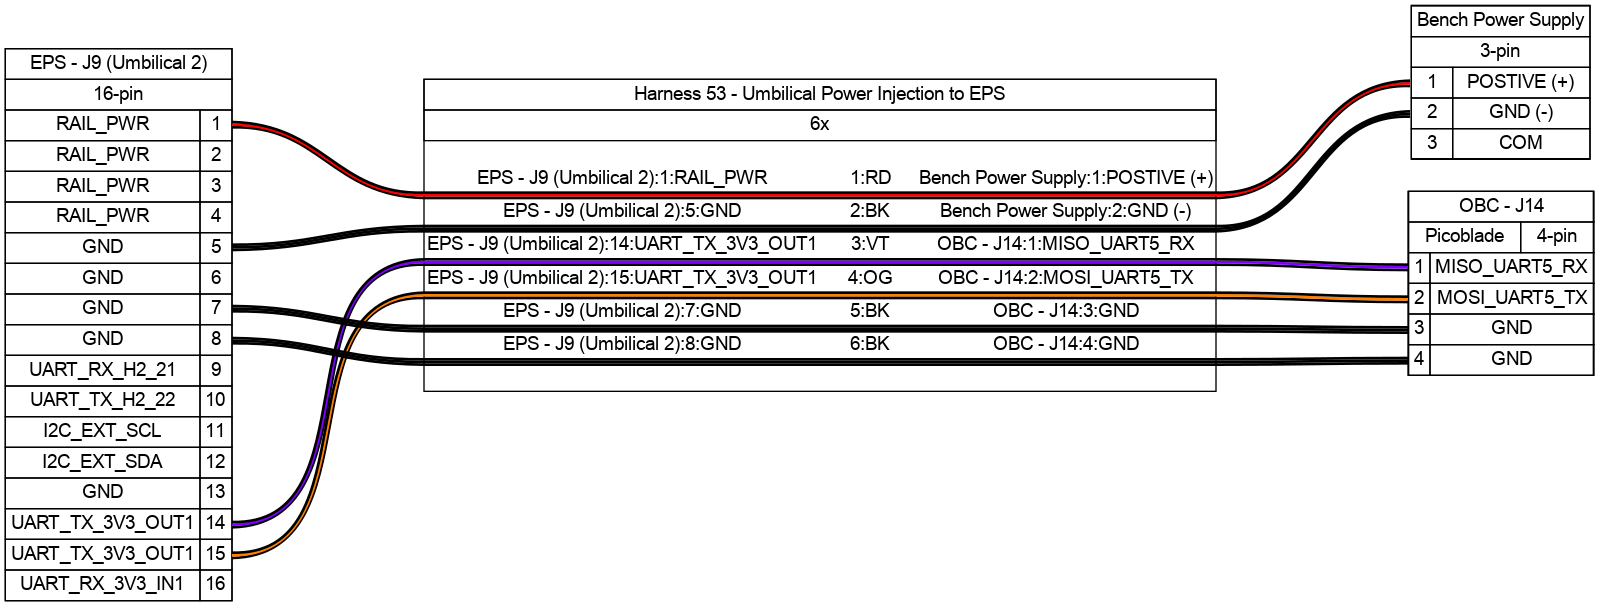 EPS - J9 (Umbilical 2)
16-pin
RAIL_PWR 1
RAIL_PWR 2
RAIL_PWR 3
RAIL_PWR 4
GND 5
GND 6
GND 7
GND 8
UART_RX_H2_21 9
UART_TX_H2_22 10
I2C_EXT_SCL 11
I2C_EXT_SDA 12
GND 13
UART_TX_3V3_OUT1 14
UART_TX_3V3_OUT1 15
UART_RX_3V3_IN1 16
Harness 53 - Umbilical Power Injection to EPS
6x
EPS - J9 (Umbilical 2):1:RAIL_PWR 1:RD Bench Power Supply:1:POSTIVE (+)
EPS - J9 (Umbilical 2):5:GND 2:BK Bench Power Supply:2:GND (-)
EPS - J9 (Umbilical 2):14:UART_TX_3V3_OUT1 3:VT OBC - J14:1:MISO_UART5_RX
EPS - J9 (Umbilical 2):15:UART_TX_3V3_OUT1 4:OG OBC - J14:2:MOSI_UART5_TX
EPS - J9 (Umbilical 2):7:GND 5:BK OBC - J14:3:GND
EPS - J9 (Umbilical 2):8:GND 6:BK OBC - J14:4:GND
Bench Power Supply
3-pin
1 POSTIVE (+)
2 GND (-)
3 COM
OBC - J14
Picoblade 4-pin
1 MISO_UART5_RX
2 MOSI_UART5_TX
3 GND
4 GND